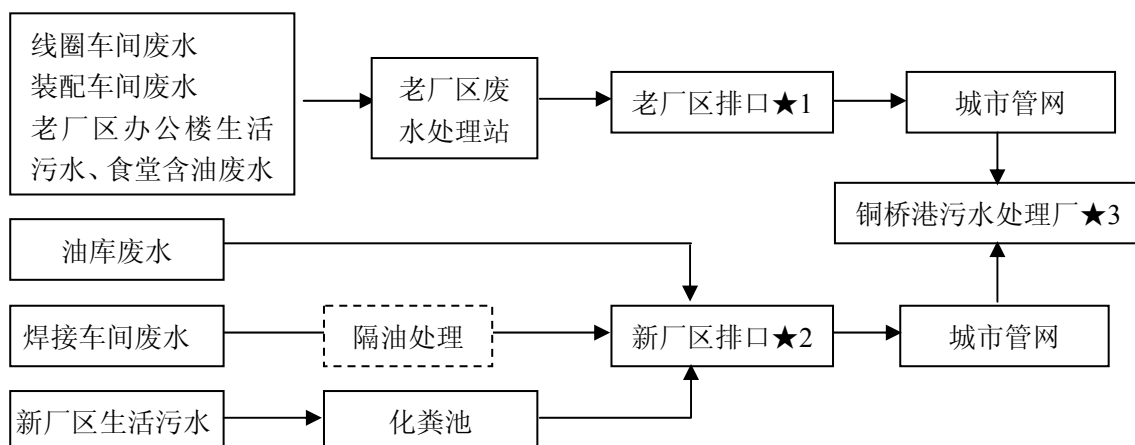 线圈车间废水
装配车间废水
老厂区办公楼生活
污水、食堂含油废水
老厂区废
水处理站
老厂区排口★1
城市管网
铜桥港污水处理厂★3
油库废水
焊接车间废水
隔油处理
新厂区排口★2
城市管网
新厂区生活污水
化粪池